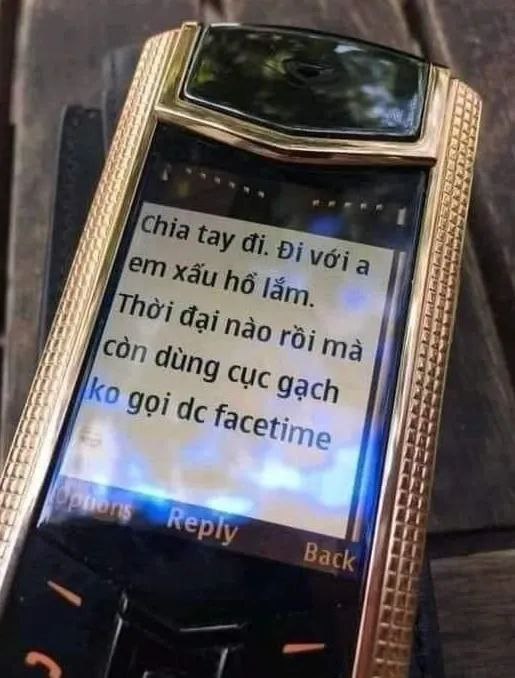 Chia tay đi. Đi với a
em xấu hổ lắm.
Thời đại nào rồi mà
còn dùng cục gạch
ko gọi dc facetime
Options Reply Back